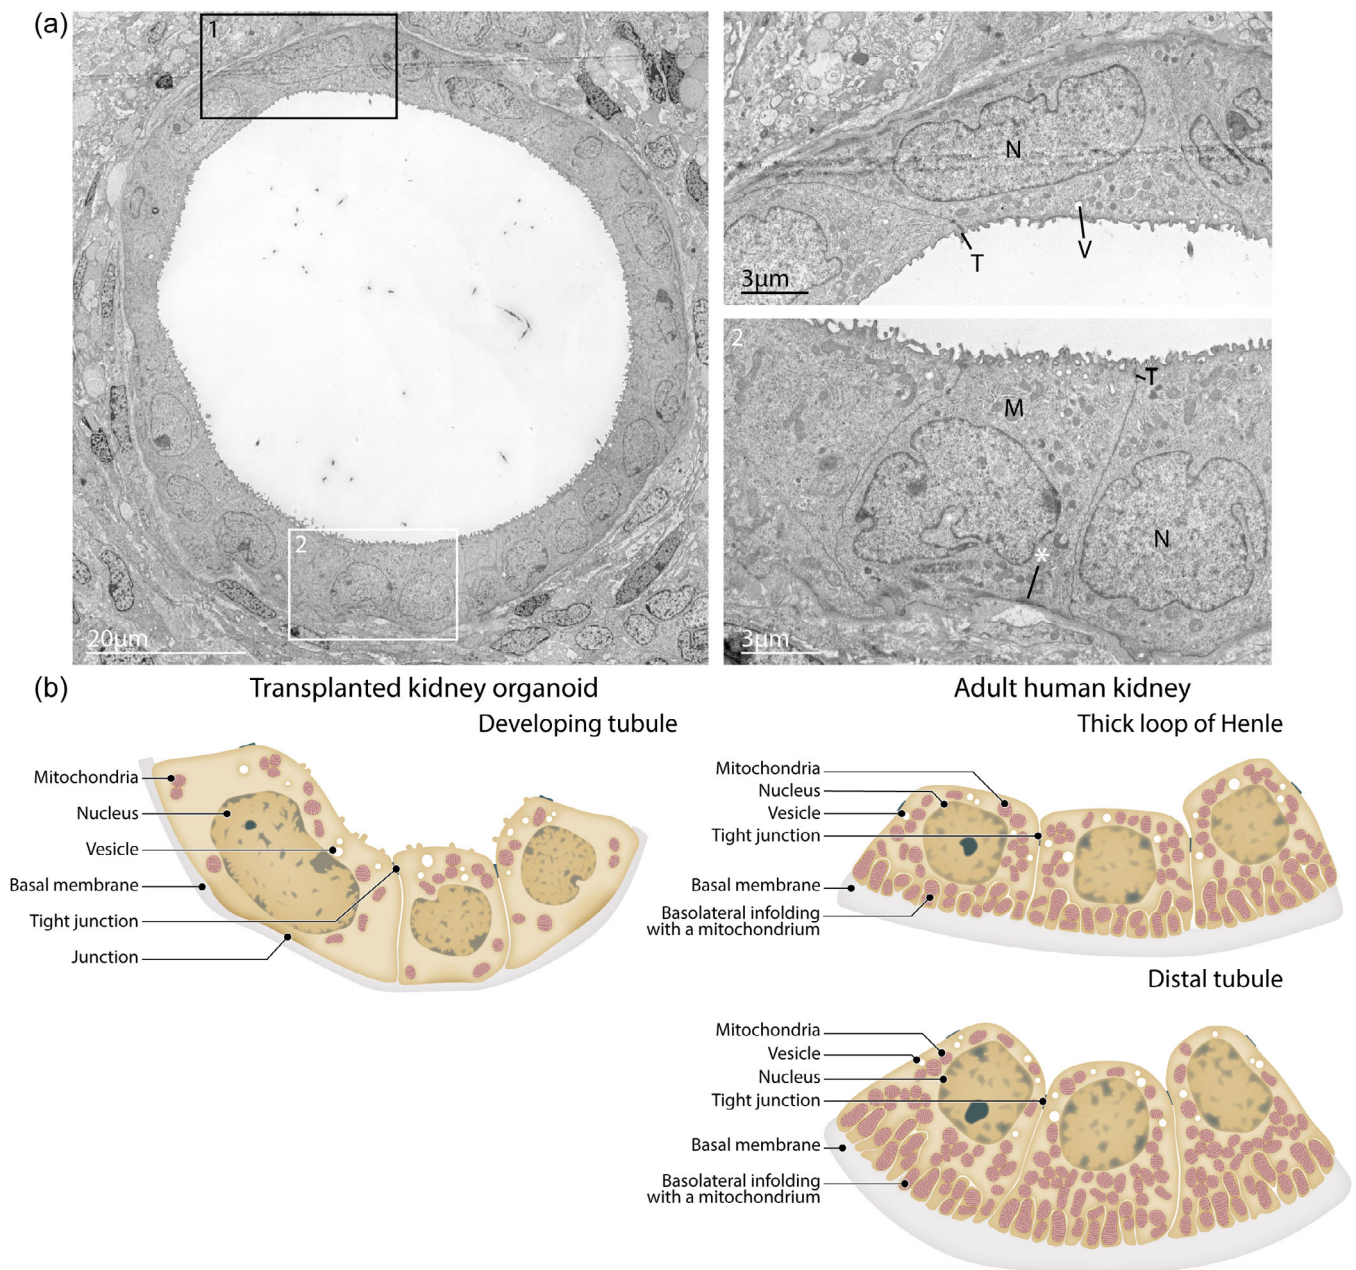 (a)
1
2
20µm
1
N
T
V
3µm
2
T
M
N
*
3µm
(b)
Transplanted kidney organoid
Developing tubule
Mitochondria
Nucleus
Vesicle
Basal membrane
Tight junction
Junction
Adult human kidney
Thick loop of Henle
Mitochondria
Nucleus
Vesicle
Tight junction
Basal membrane
Basolateral infolding
with a mitochondrium
Distal tubule
Mitochondria
Vesicle
Nucleus
Tight junction
Basal membrane
Basolateral infolding
with a mitochondrium